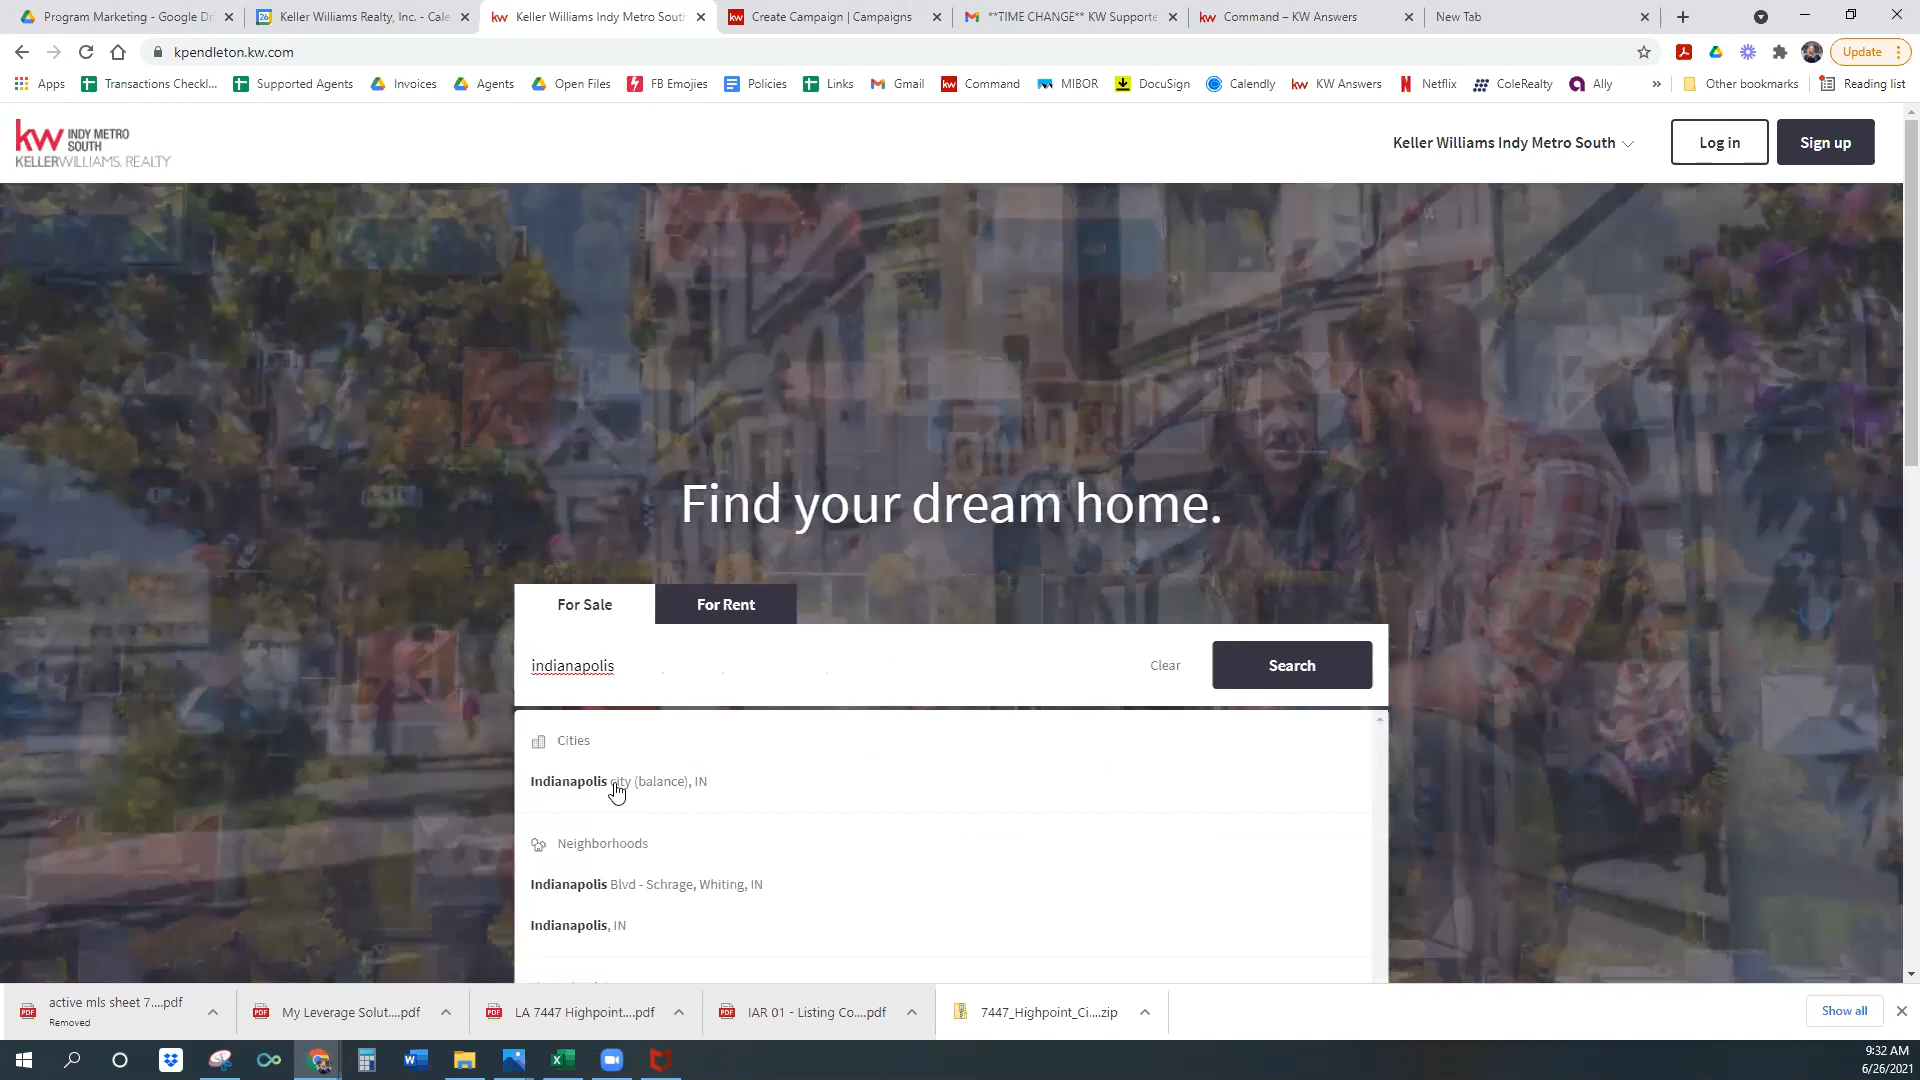 Program Marketing - Google Dr
Keller Williams Realty, Inc. - Cale
Keller Williams Indy Metro South
Create Campaign | Campaigns
**TIME CHANGE** KW Supporte
Command – KW Answers
New Tab
kpendleton.kw.com
Update
Apps
Transactions Checkl...
Supported Agents
Invoices
Agents
Open Files
FB Emojies
Policies
Links
Gmail
Command
MIBOR
DocuSign
Calendly
KW Answers
Netflix
ColeRealty
Ally
»
Other bookmarks
Reading list
kw INDY METRO SOUTH
KELLERWILLIAMS. REALTY
Keller Williams Indy Metro South
Log in
Sign up
Find your dream home.
For Sale
For Rent
indianapolis
Clear
Search
Cities
Indianapolis city (balance), IN
Neighborhoods
Indianapolis Blvd - Schrage, Whiting, IN
Indianapolis, IN
active mls sheet 7....pdf
Removed
My Leverage Solut....pdf
LA 7447 Highpoint....pdf
IAR 01 - Listing Co....pdf
7447_Highpoint_Ci....zip
Show all
9:32 AM
6/26/2021